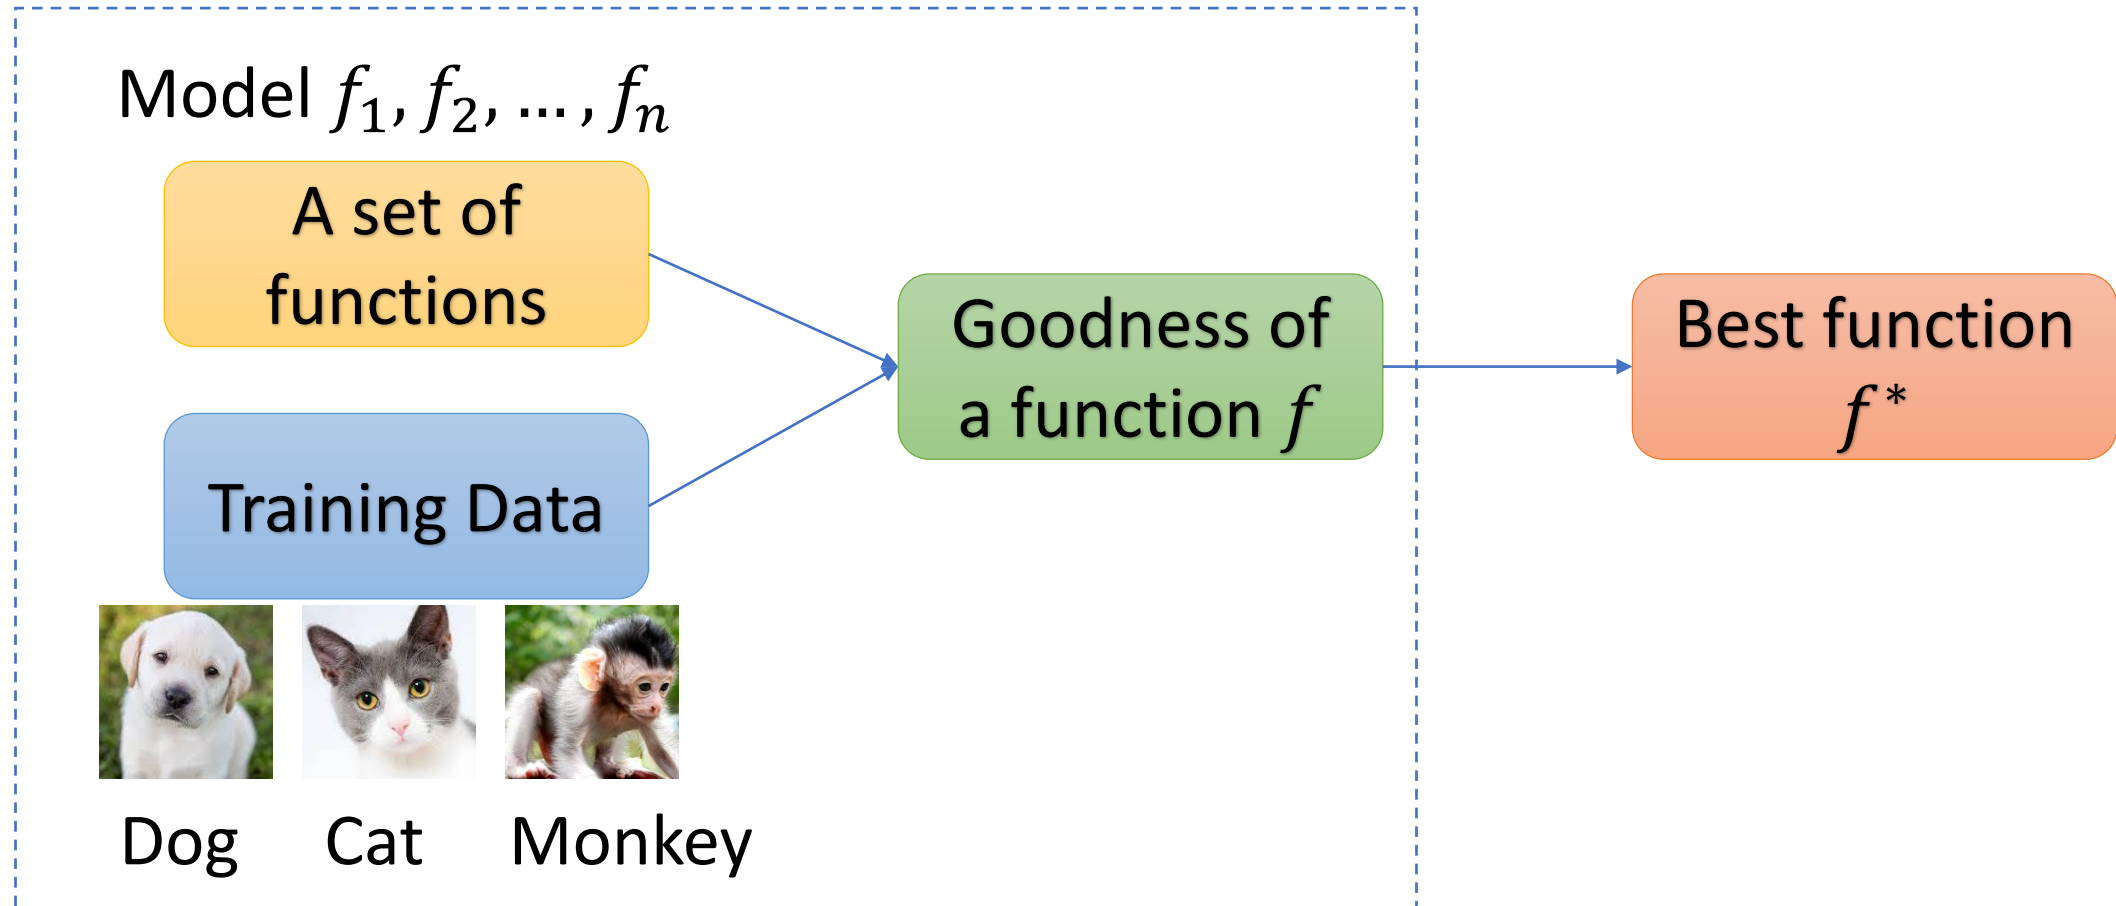 Model f₁, f₂, … , fₙ
A set of
functions
Goodness of
a function f
Best function
f*
Training Data
Dog Cat Monkey